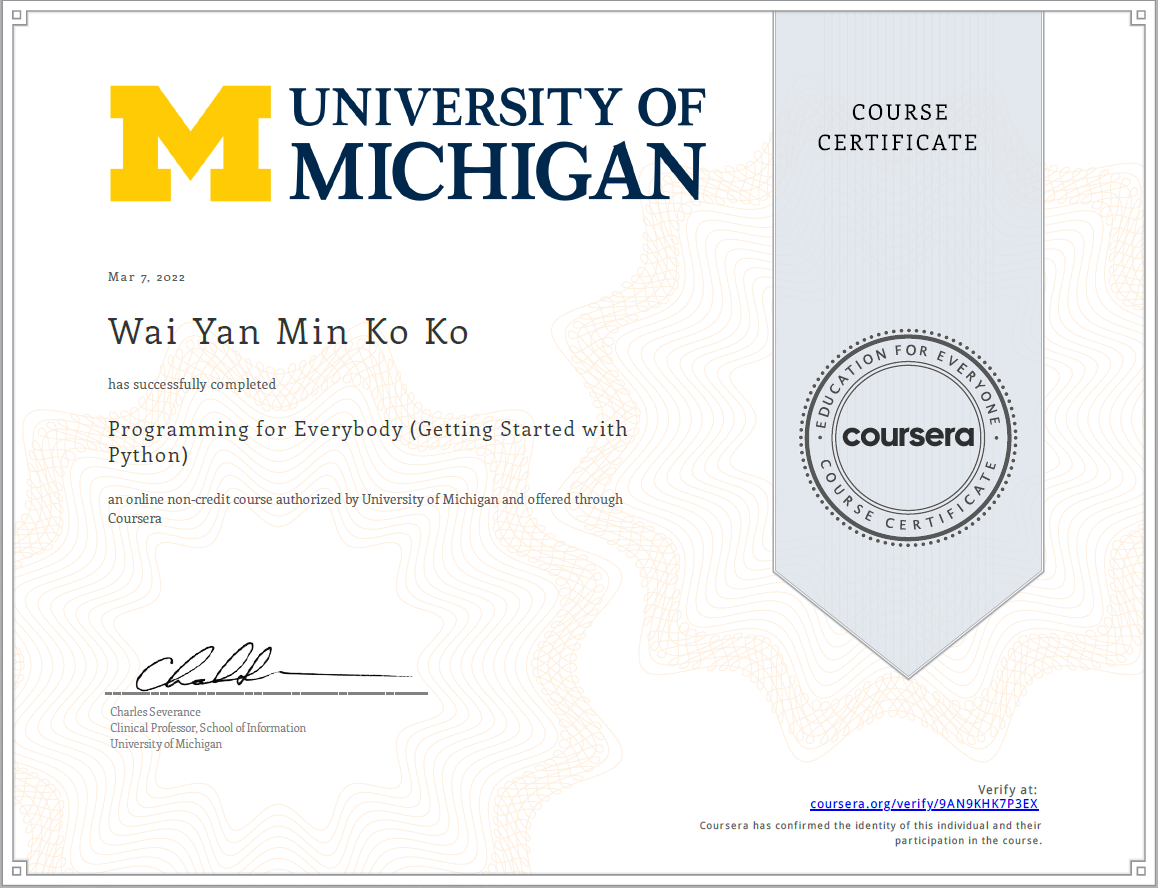 UNIVERSITY OF
MICHIGAN
COURSE
CERTIFICATE
Mar 7, 2022
Wai Yan Min Ko Ko
has successfully completed
Programming for Everybody (Getting Started with
Python)
an online non-credit course authorized by University of Michigan and offered through
Coursera
EDUCATION FOR EVERYONE
coursera
COURSE CERTIFICATE
Charles Severance
Clinical Professor, School of Information
University of Michigan
Verify at:
coursera.org/verify/9AN9KHK7P3EX
Coursera has confirmed the identity of this individual and their
participation in the course.